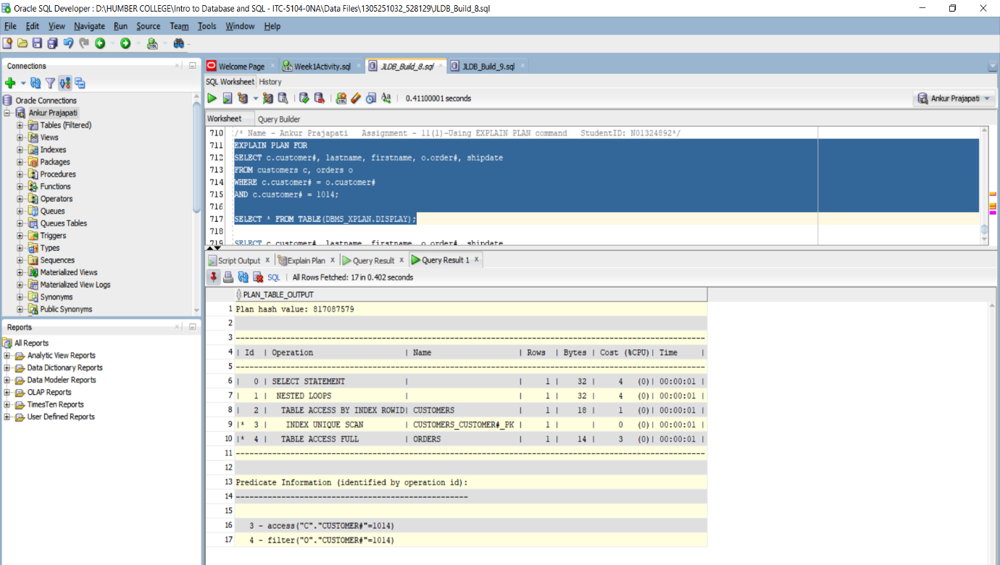 Oracle SQL Developer : D:\HUMBER COLLEGE\Intro to Database and SQL - ITC-5104-0NA\Data Files\1305251032_528129\JLDB_Build_8.sql
File Edit View Navigate Run Source Team Tools Window Help
Connections
Oracle Connections
Ankur Prajapati
Tables (Filtered)
Views
Indexes
Packages
Procedures
Functions
Operators
Queues
Queues Tables
Triggers
Types
Sequences
Materialized Views
Materialized View Logs
Synonyms
Public Synonyms
Reports
All Reports
Analytic View Reports
Data Dictionary Reports
Data Modeler Reports
OLAP Reports
TimesTen Reports
User Defined Reports
Welcome Page Week1Activity.sql JLDB_Build_8.sql JLDB_Build_9.sql
SQL Worksheet History
0.41100001 seconds
Ankur Prajapati
Worksheet Query Builder
710 /* Name - Ankur Prajapati Assignment - 11(1)-Using EXPLAIN PLAN command StudentID: N01324892*/
711 EXPLAIN PLAN FOR
712 SELECT c.customer#, lastname, firstname, o.order#, shipdate
713 FROM customers c, orders o
714 WHERE c.customer# = o.customer#
715 AND c.customer# = 1014;
716
717 SELECT * FROM TABLE(DBMS_XPLAN.DISPLAY);
718
719 SELECT c.customer#, lastname, firstname, o.order#, shipdate
Script Output x Explain Plan x Query Result x Query Result 1 x
SQL | All Rows Fetched: 17 in 0.402 seconds
PLAN_TABLE_OUTPUT
1 Plan hash value: 817087579
2
3 ------------------------------------------------------------------------------------------------------
4 | Id | Operation | Name | Rows | Bytes | Cost (%CPU)| Time |
5 ------------------------------------------------------------------------------------------------------
6 | 0 | SELECT STATEMENT | | 1 | 32 | 4 (0)| 00:00:01 |
7 | 1 | NESTED LOOPS | | 1 | 32 | 4 (0)| 00:00:01 |
8 | 2 | TABLE ACCESS BY INDEX ROWID| CUSTOMERS | 1 | 18 | 1 (0)| 00:00:01 |
9 |* 3 | INDEX UNIQUE SCAN | CUSTOMERS_CUSTOMER#_PK | 1 | | 0 (0)| 00:00:01 |
10 |* 4 | TABLE ACCESS FULL | ORDERS | 1 | 14 | 3 (0)| 00:00:01 |
11 ------------------------------------------------------------------------------------------------------
12
13 Predicate Information (identified by operation id):
14 ---------------------------------------------------
15
16 3 - access("C"."CUSTOMER#"=1014)
17 4 - filter("O"."CUSTOMER#"=1014)